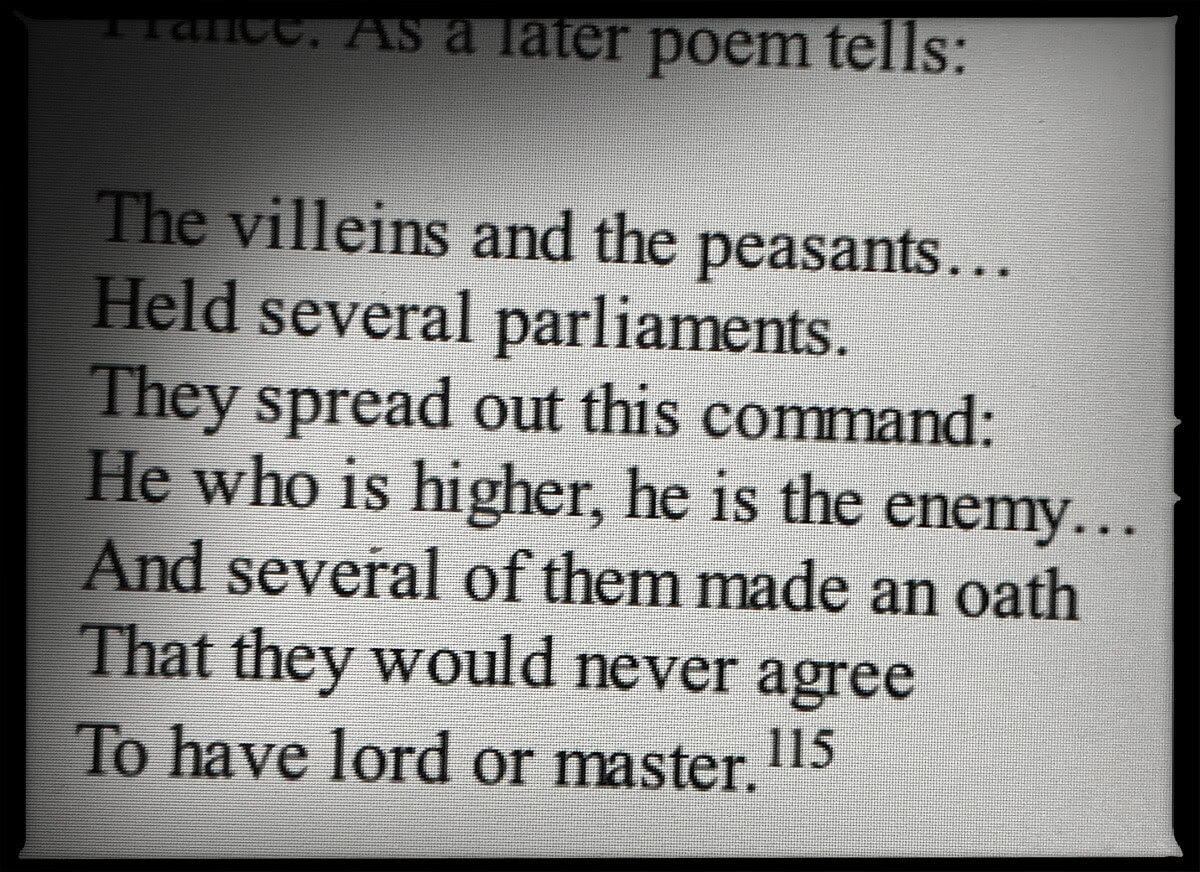 France. As a later poem tells:
The villeins and the peasants…
Held several parliaments.
They spread out this command:
He who is higher, he is the enemy…
And several of them made an oath
That they would never agree
To have lord or master.115